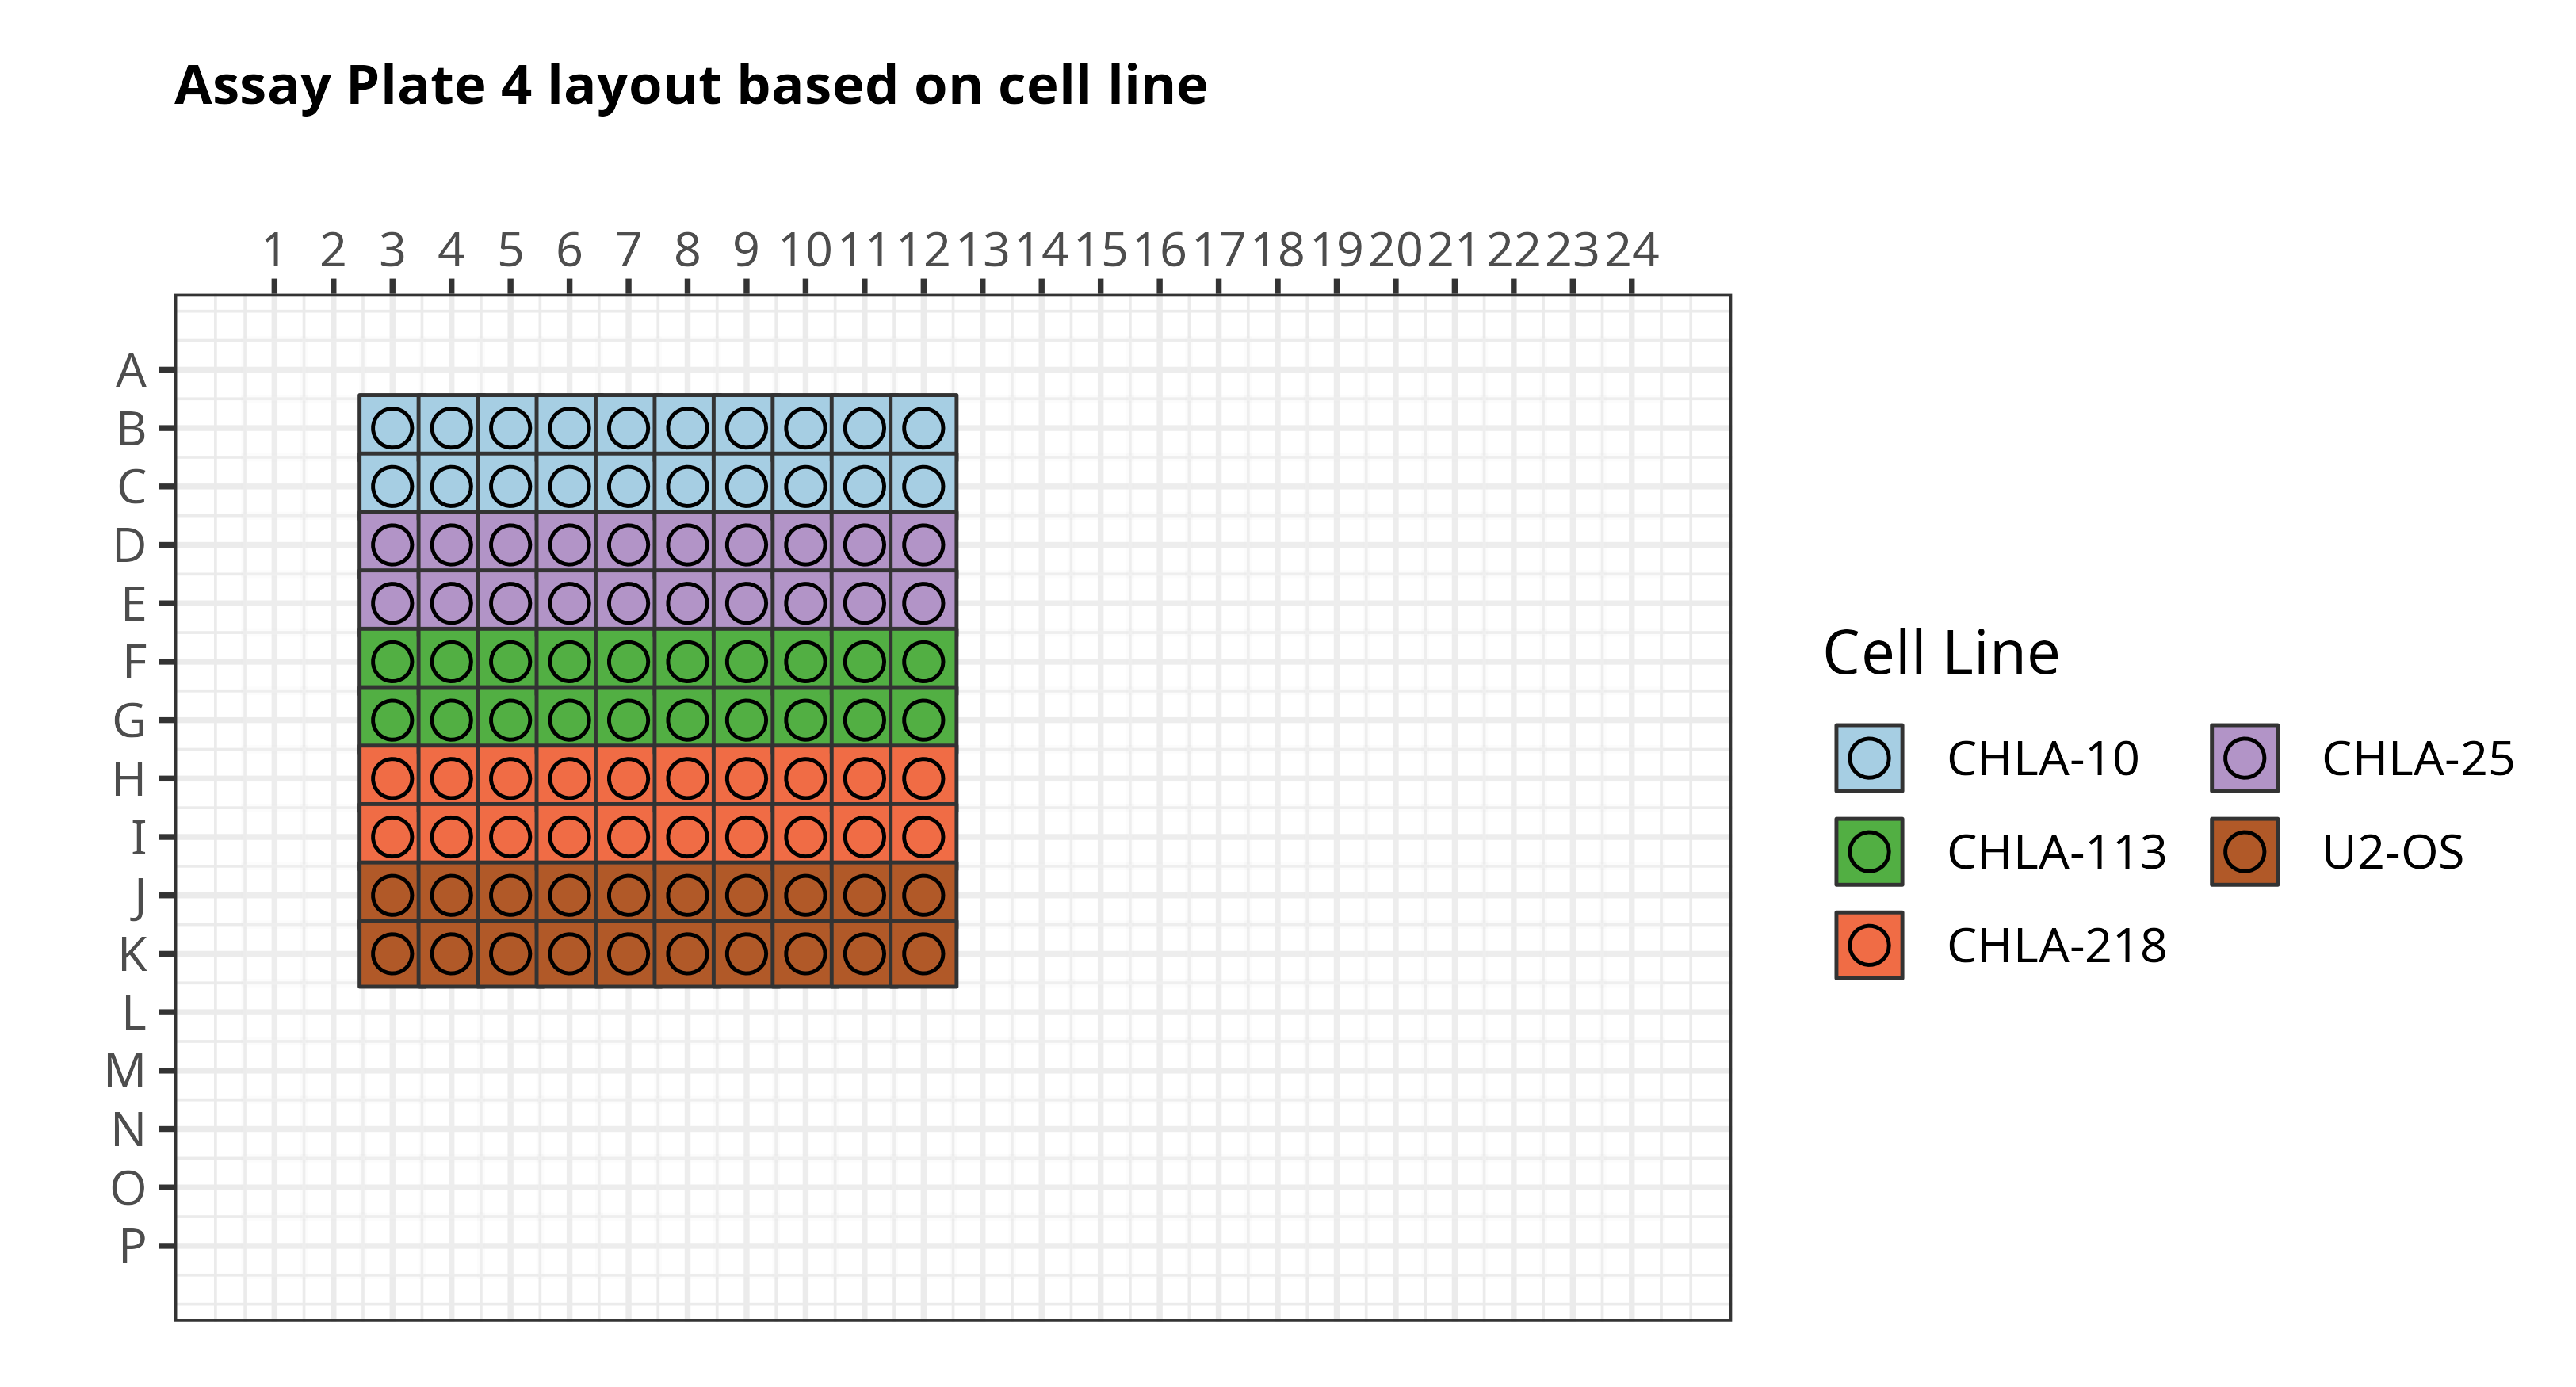 Assay Plate 4 layout based on cell line
1 2 3 4 5 6 7 8 9 10 11 12 13 14 15 16 17 18 19 20 21 22 23 24
A
B
C
D
E
F
G
H
I
J
K
L
M
N
O
P
Cell Line
CHLA-10
CHLA-113
CHLA-218
CHLA-25
U2-OS